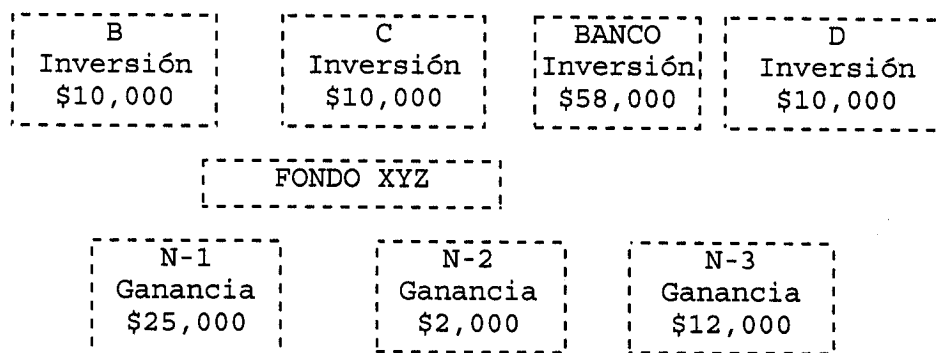 B C BANCO D
Inversión Inversión Inversión Inversión
$10,000 $10,000 $58,000 $10,000
FONDO XYZ
N-1 N-2 N-3
Ganancia Ganancia Ganancia
$25,000 $2,000 $12,000